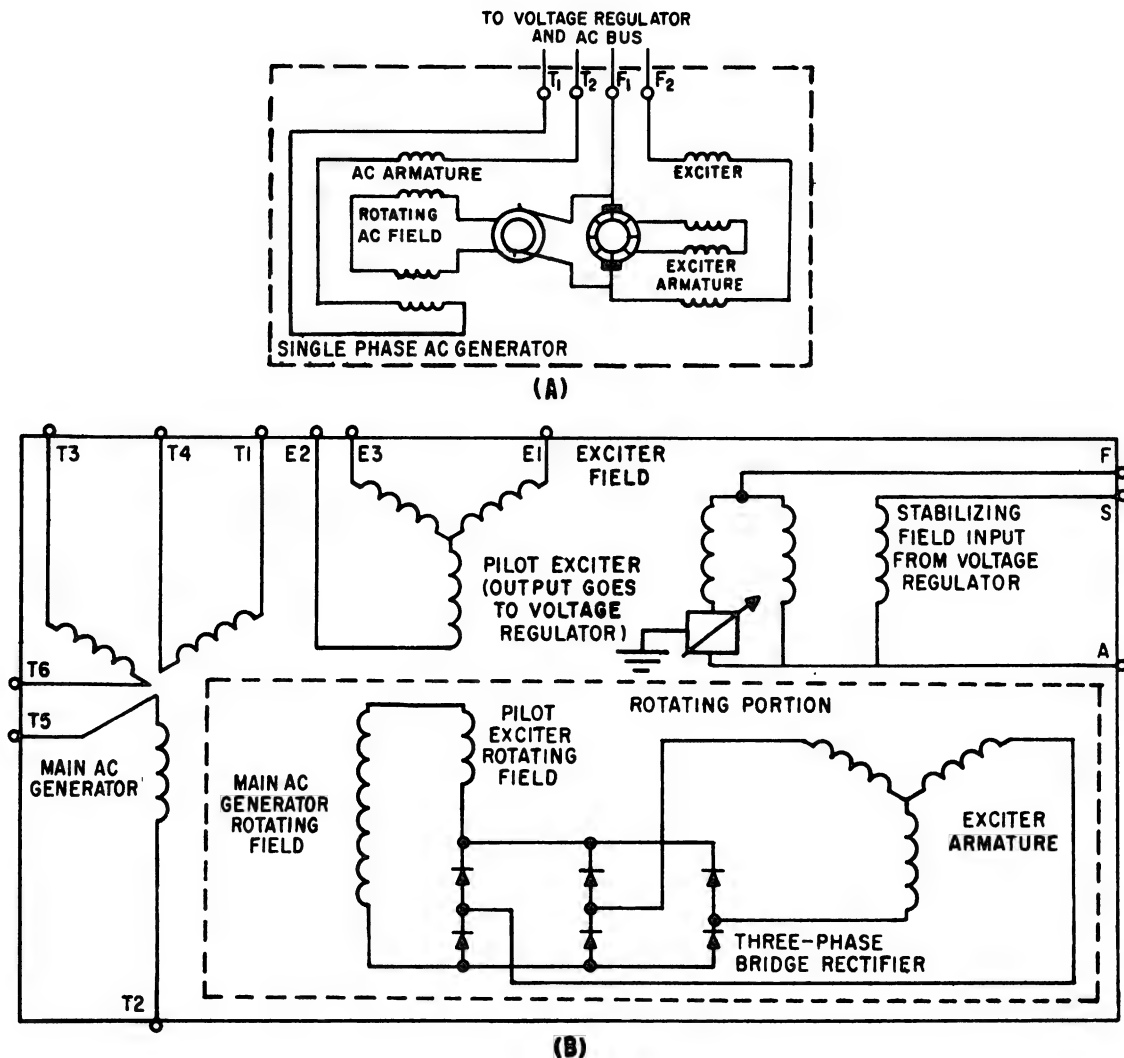 TO VOLTAGE REGULATOR
AND AC BUS
T1
T2
F1
F2
AC ARMATURE
EXCITER
ROTATING
AC FIELD
EXCITER
ARMATURE
SINGLE PHASE AC GENERATOR
(A)
T3
T4
T1
E2
E3
E1
EXCITER
FIELD
F
S
STABILIZING
FIELD INPUT
FROM VOLTAGE
REGULATOR
PILOT EXCITER
(OUTPUT GOES
TO VOLTAGE
REGULATOR)
A
T6
T5
MAIN AC
GENERATOR
ROTATING PORTION
PILOT
EXCITER
ROTATING
FIELD
MAIN AC
GENERATOR
ROTATING
FIELD
EXCITER
ARMATURE
THREE-PHASE
BRIDGE RECTIFIER
T2
(B)